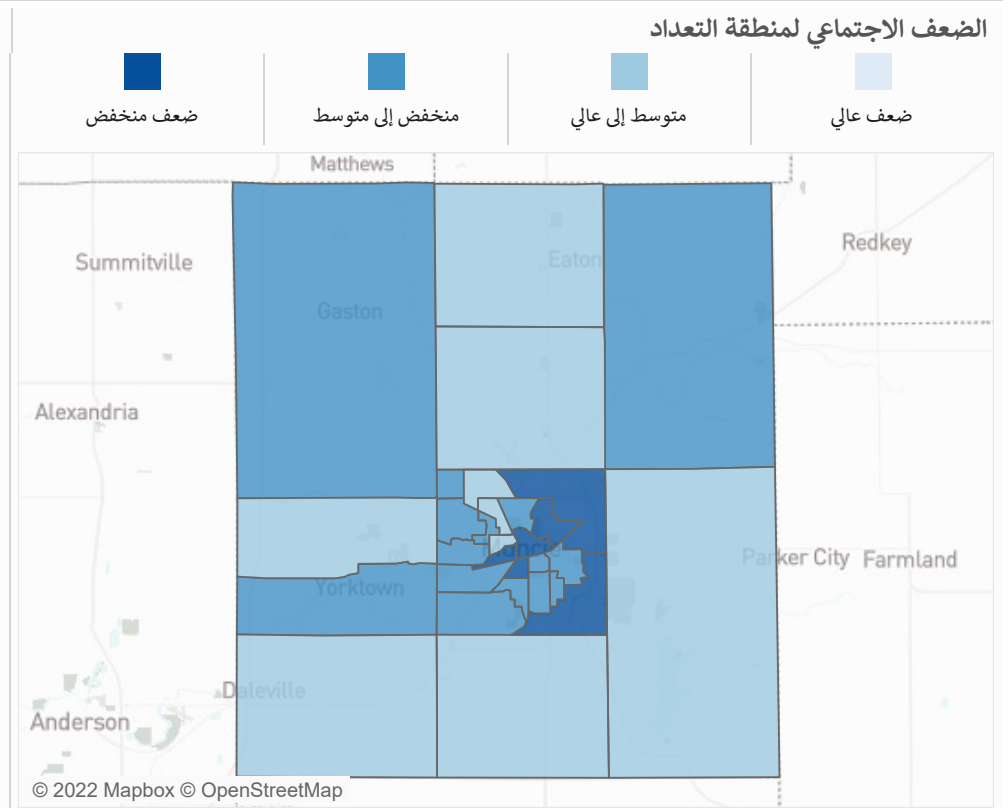 الضعف الاجتماعي لمنطقة التعداد
ضعف عالي
متوسط إلى عالي
منخفض إلى متوسط
ضعف منخفض
Matthews
Redkey
Summitville
Eaton
Gaston
Alexandria
Muncie
Parker City
Farmland
Yorktown
Daleville
Anderson
© 2022 Mapbox © OpenStreetMap